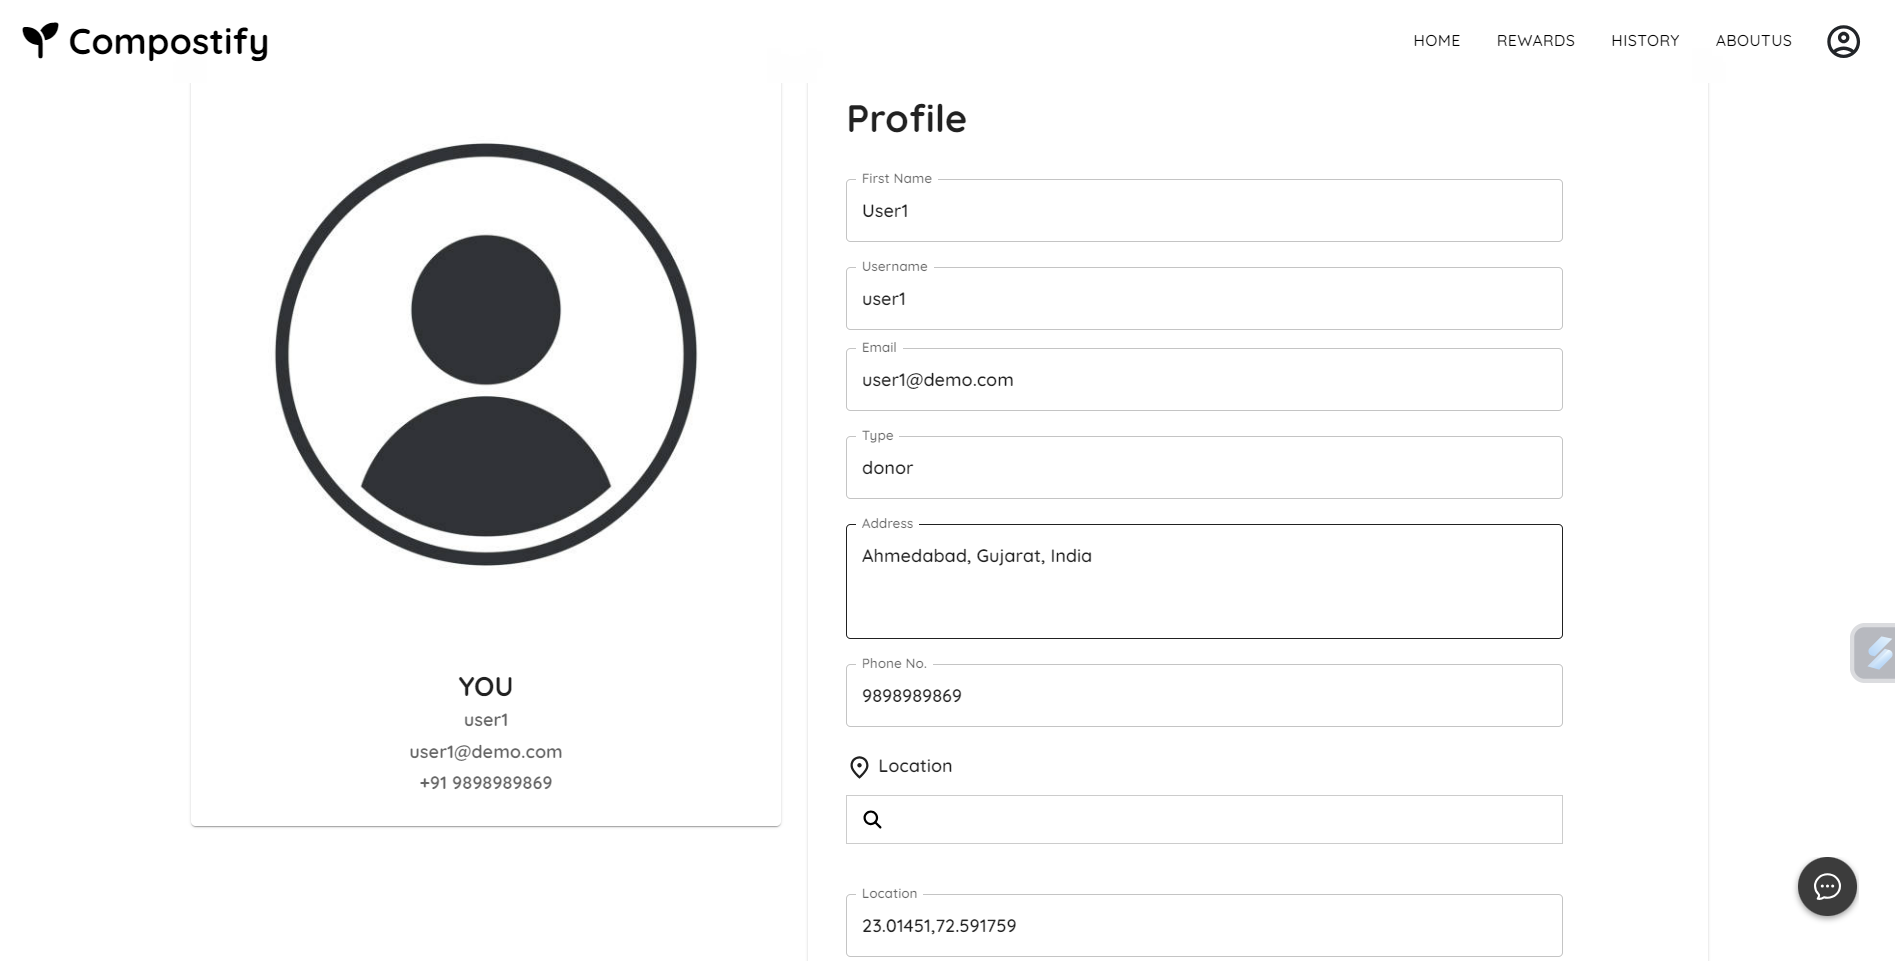 Compostify
HOME REWARDS HISTORY ABOUTUS
YOU
user1
user1@demo.com
+91 9898989869
Profile
First Name
User1
Username
user1
Email
user1@demo.com
Type
donor
Address
Ahmedabad, Gujarat, India
Phone No.
9898989869
Location
Location
23.01451,72.591759